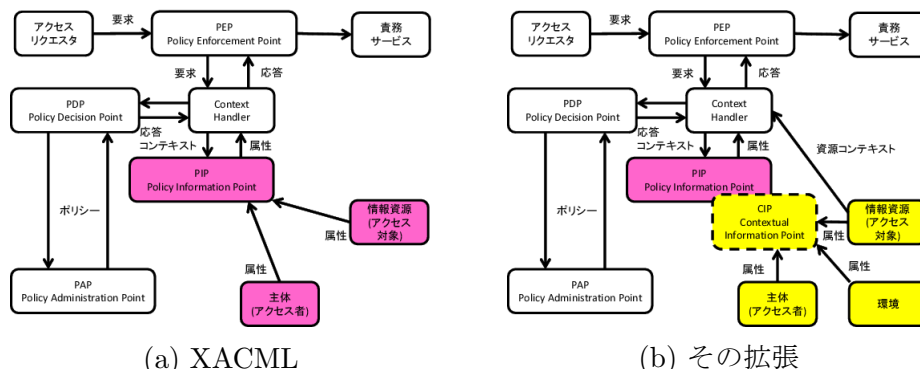 アクセス
リクエスタ
要求
PEP
Policy Enforcement Point
責務
サービス
要求
応答
PDP
Policy Decision Point
Context
Handler
応答
コンテキスト
属性
PIP
Policy Information Point
ポリシー
情報資源
(アクセス
対象)
属性
属性
PAP
Policy Administration Point
主体
(アクセス者)
(a) XACML
アクセス
リクエスタ
要求
PEP
Policy Enforcement Point
責務
サービス
要求
応答
PDP
Policy Decision Point
Context
Handler
応答
コンテキスト
属性
資源コンテキスト
PIP
Policy Information Point
CIP
Contextual
Information Point
ポリシー
情報資源
(アクセス
対象)
属性
属性
属性
PAP
Policy Administration Point
主体
(アクセス者)
環境
(b) その拡張